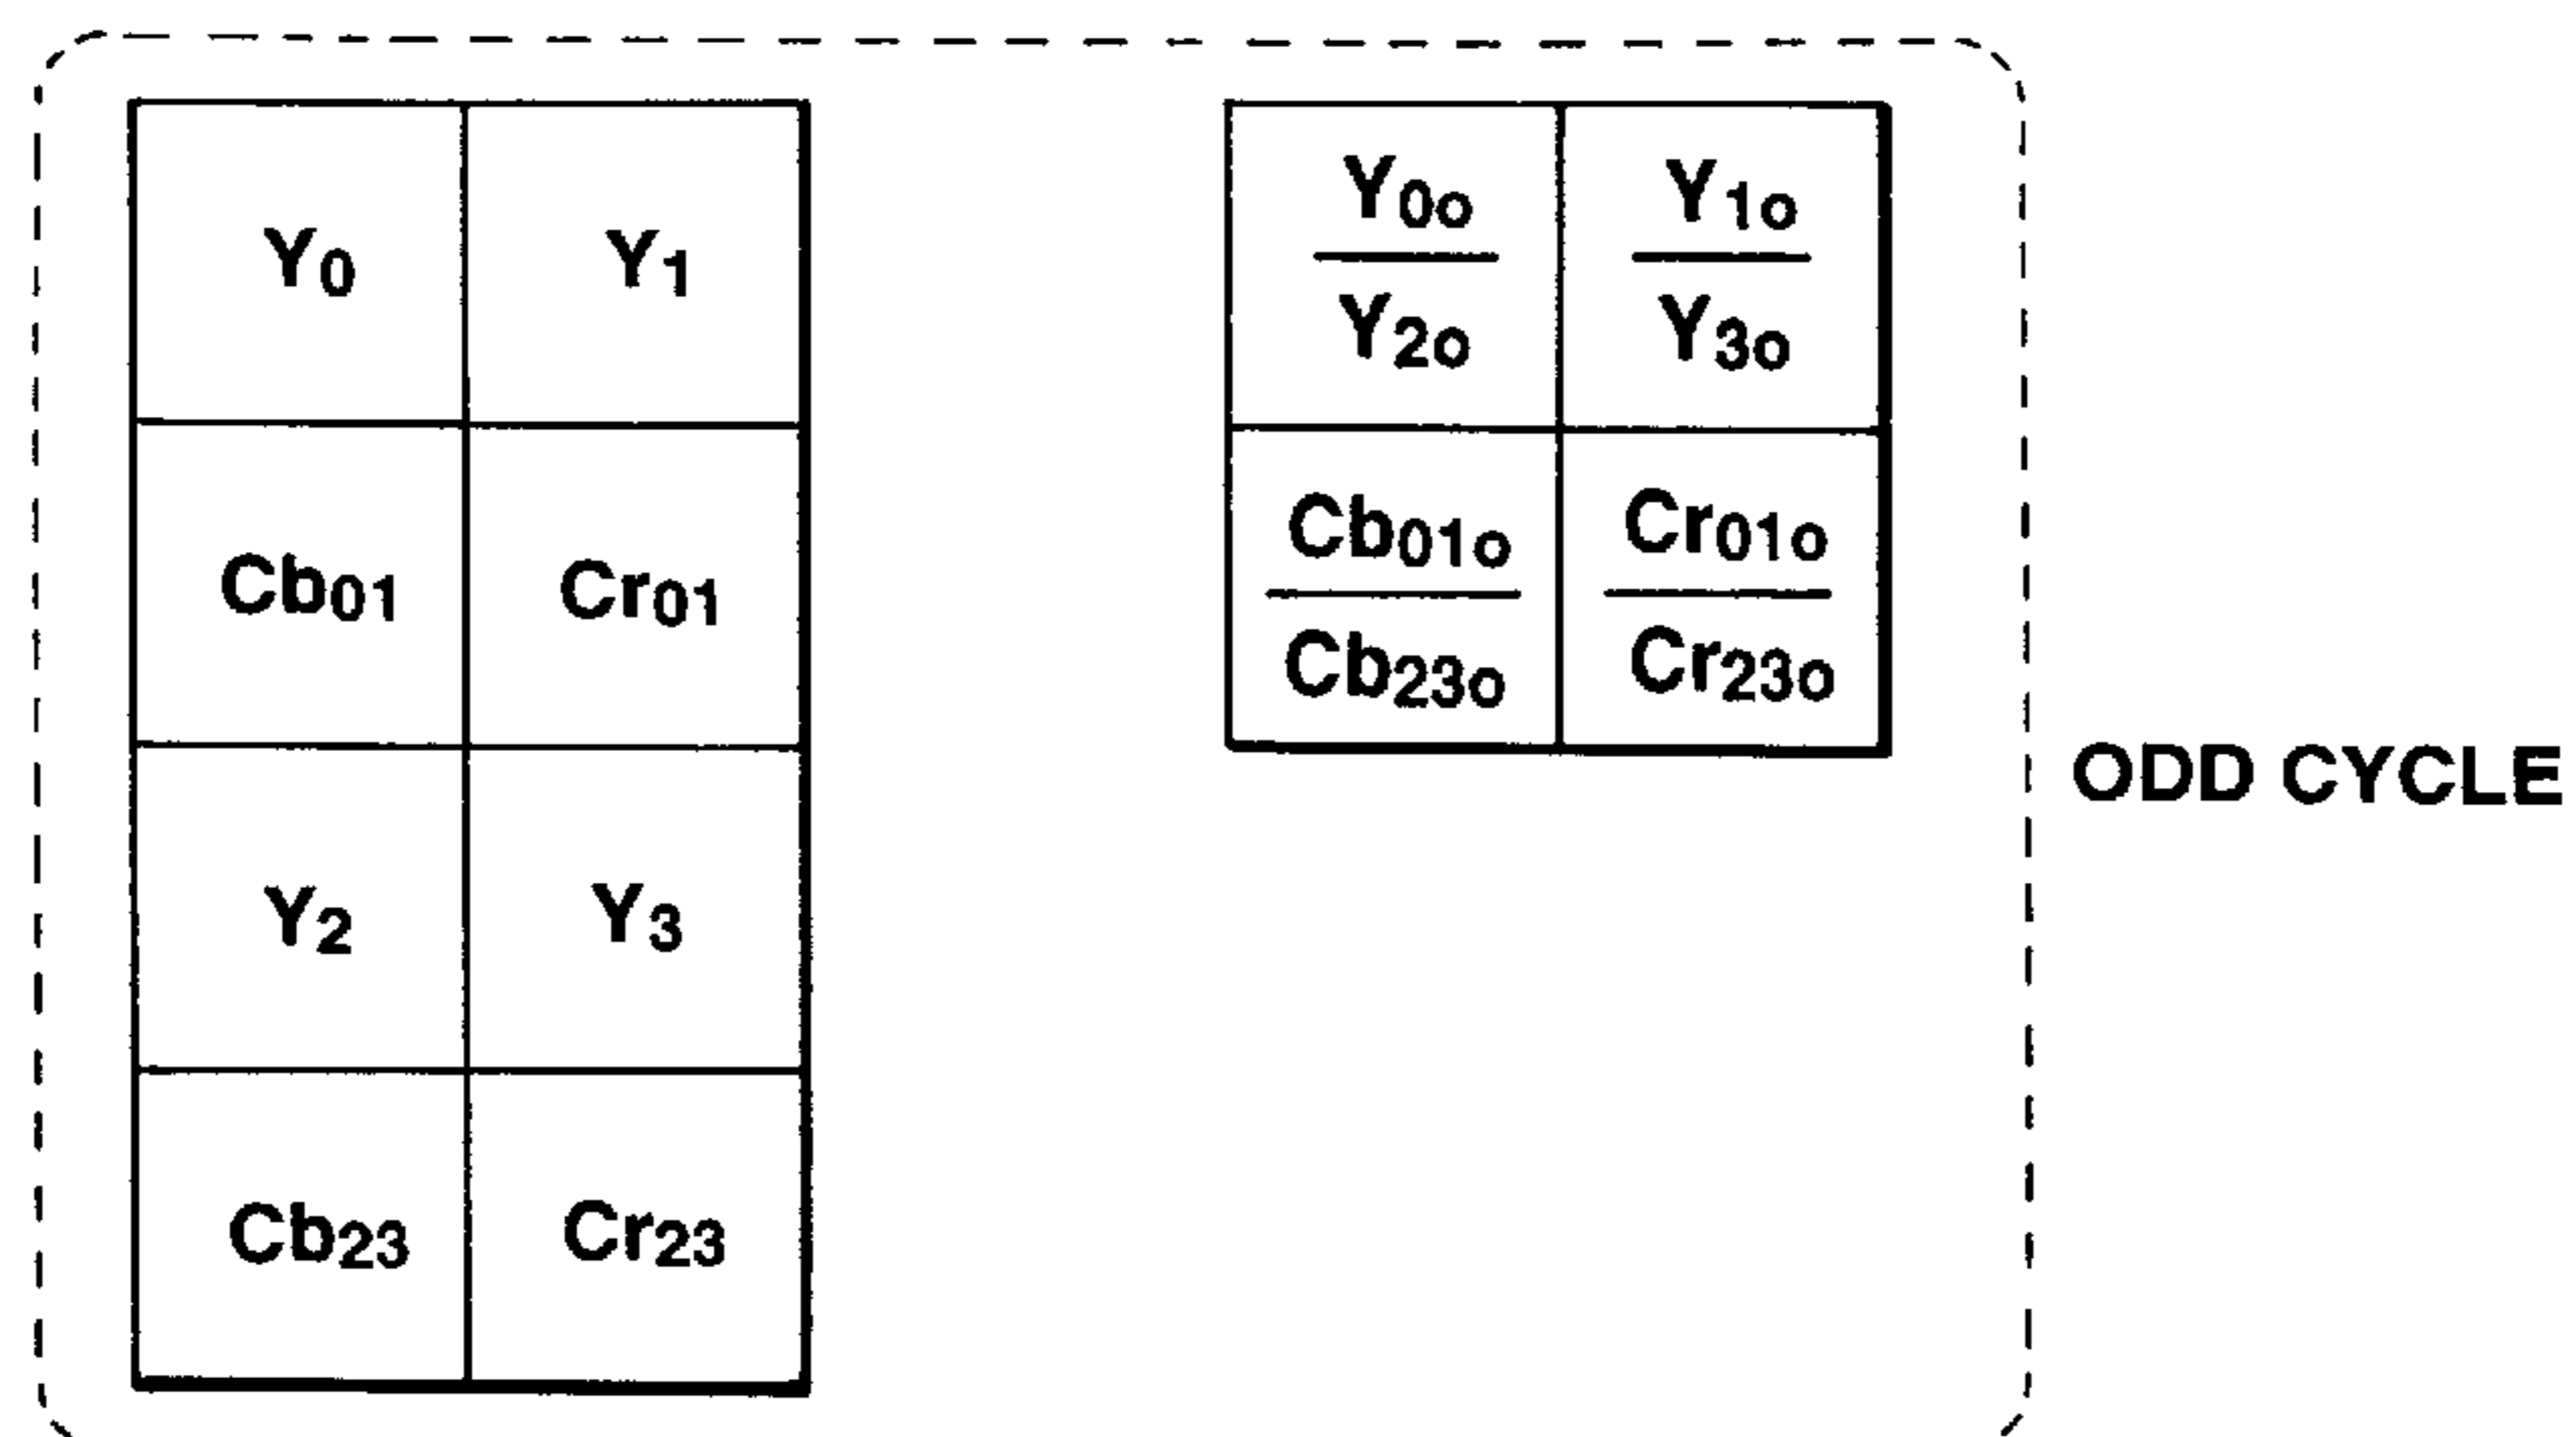 Y0 Y1
Cb01 Cr01
Y2 Y3
Cb23 Cr23
Y0o Y1o
Y2o Y3o
Cb01o Cr01o
Cb23o Cr23o
ODD CYCLE